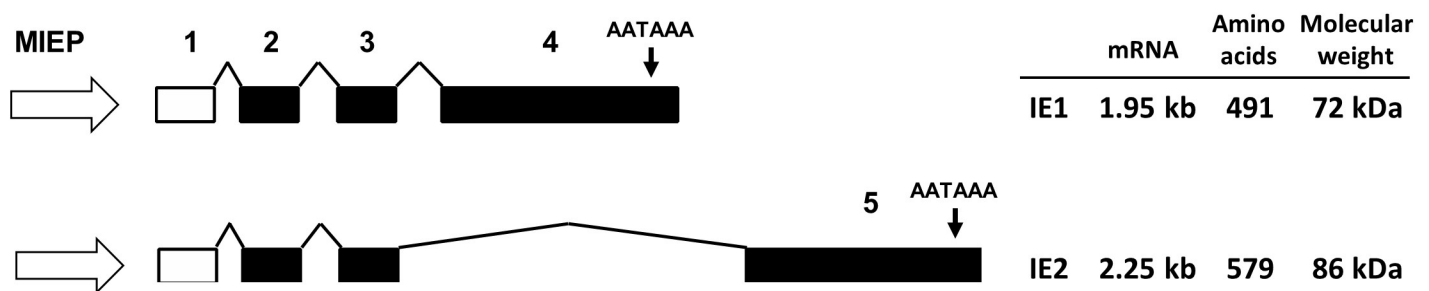 MIEP 1 2 3 4 AATAAA
mRNA Amino acids Molecular weight
IE1 1.95 kb 491 72 kDa
5 AATAAA
IE2 2.25 kb 579 86 kDa